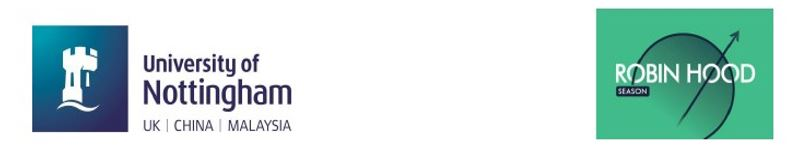 University of
Nottingham
UK | CHINA | MALAYSIA
ROBIN HOOD
SEASON